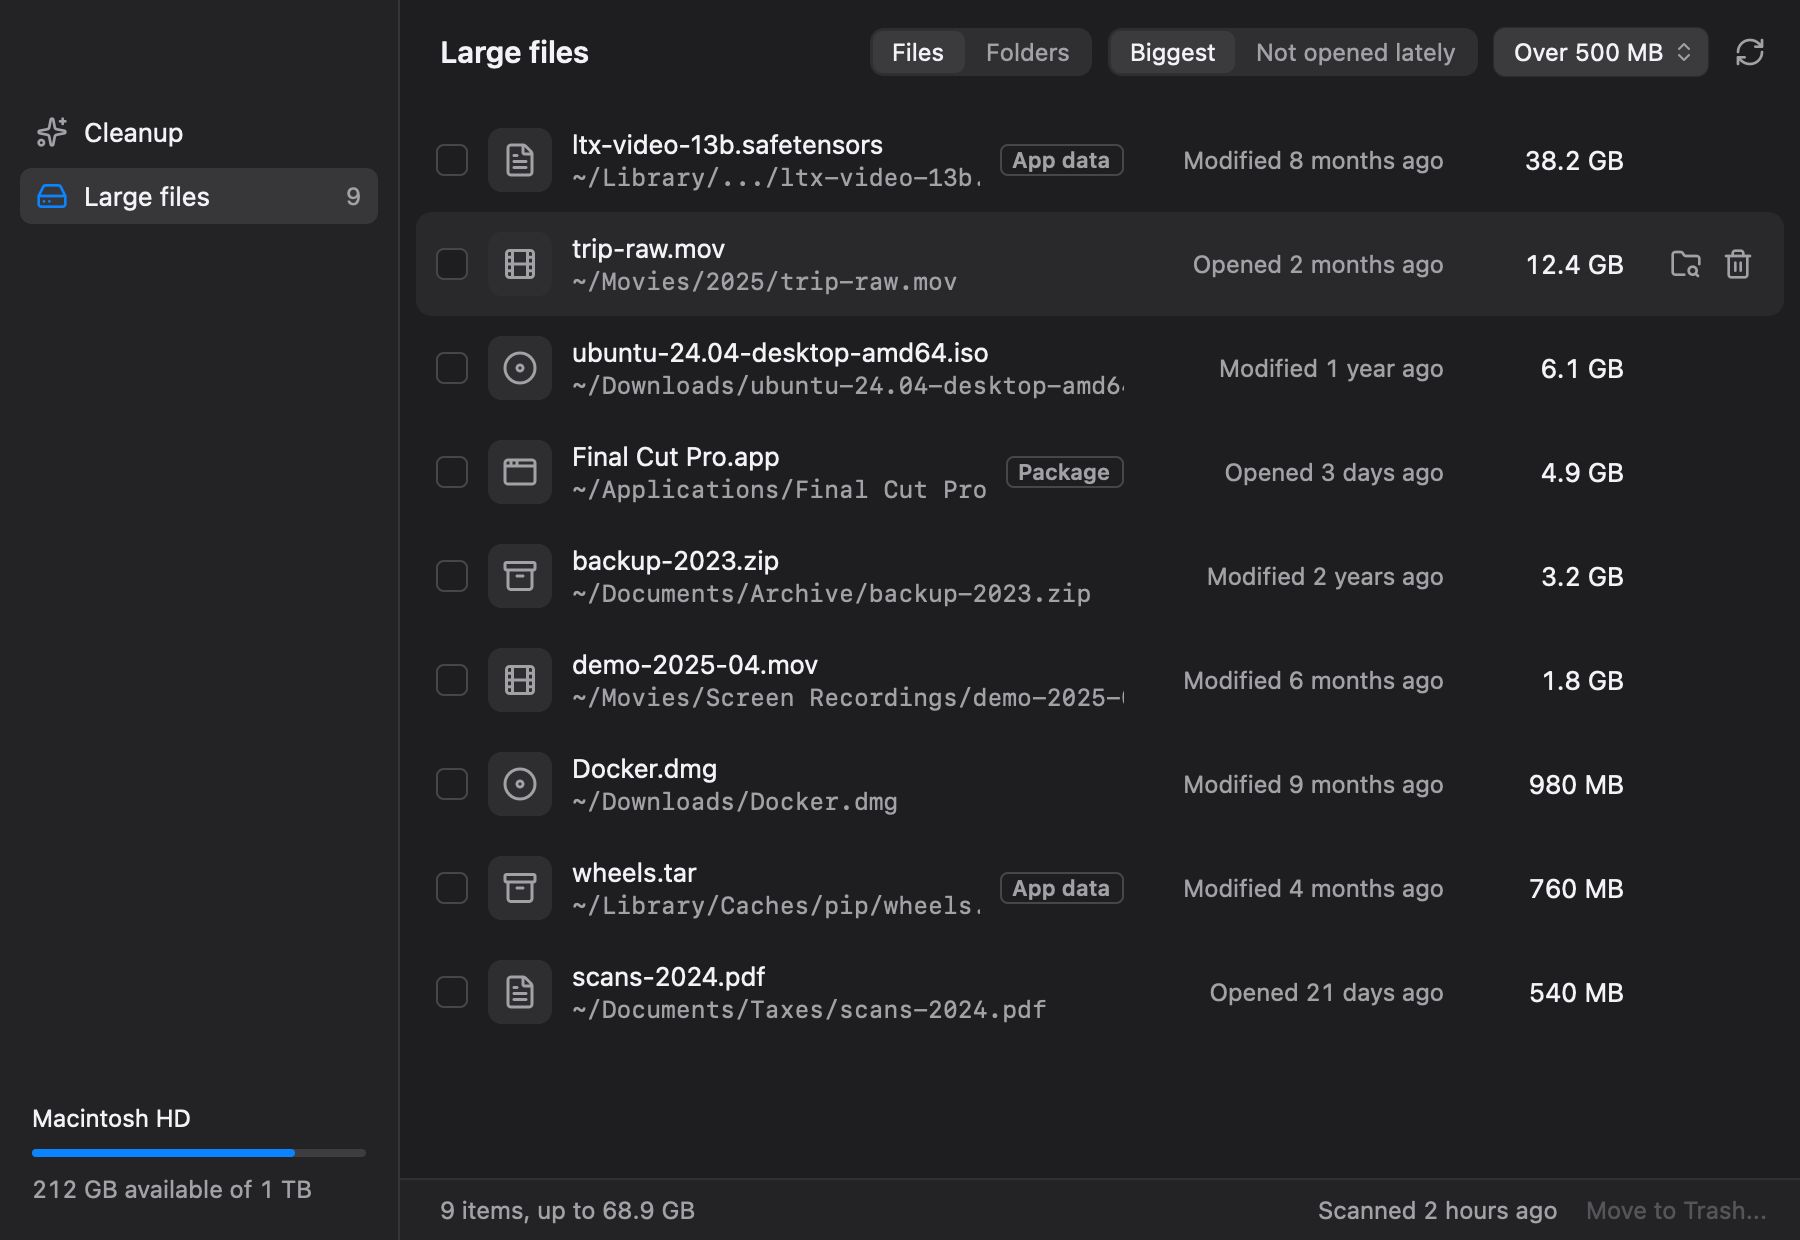 Cleanup
Large files 9
Macintosh HD
212 GB available of 1 TB
Large files
Files Folders Biggest Not opened lately Over 500 MB
ltx-video-13b.safetensors
~/Library/.../ltx-video-13b.
App data Modified 8 months ago 38.2 GB
trip-raw.mov
~/Movies/2025/trip-raw.mov
Opened 2 months ago 12.4 GB
ubuntu-24.04-desktop-amd64.iso
~/Downloads/ubuntu-24.04-desktop-amd64
Modified 1 year ago 6.1 GB
Final Cut Pro.app
~/Applications/Final Cut Pro
Package Opened 3 days ago 4.9 GB
backup-2023.zip
~/Documents/Archive/backup-2023.zip
Modified 2 years ago 3.2 GB
demo-2025-04.mov
~/Movies/Screen Recordings/demo-2025-0
Modified 6 months ago 1.8 GB
Docker.dmg
~/Downloads/Docker.dmg
Modified 9 months ago 980 MB
wheels.tar
~/Library/Caches/pip/wheels.
App data Modified 4 months ago 760 MB
scans-2024.pdf
~/Documents/Taxes/scans-2024.pdf
Opened 21 days ago 540 MB
9 items, up to 68.9 GB
Scanned 2 hours ago Move to Trash...